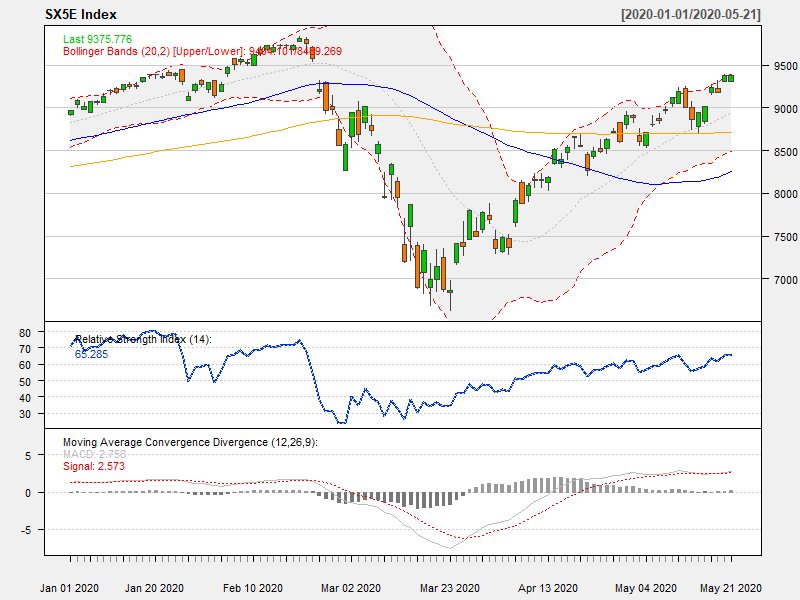 SX5E Index [2020-01-01/2020-05-21]
Last 9375.776
Bollinger Bands (20,2) [Upper/Lower]: 9404.101/8489.269
9500
9000
8500
8000
7500
7000
Relative Strength Index (14):
65.285
80
70
60
50
40
30
Moving Average Convergence Divergence (12,26,9):
MACD: 2.758
Signal: 2.573
5
0
-5
Jan 01 2020 Jan 20 2020 Feb 10 2020 Mar 02 2020 Mar 23 2020 Apr 13 2020 May 04 2020 May 21 2020